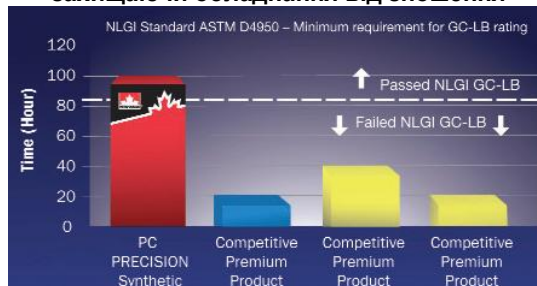 NLGI Standard ASTM D4950 – Minimum requirement for GC-LB rating
120
100
80
60
40
20
0
Time (Hour)
Passed NLGI GC-LB
Failed NLGI GC-LB
PC
PRECISION
Synthetic
Competitive
Premium
Product
Competitive
Premium
Product
Competitive
Premium
Product